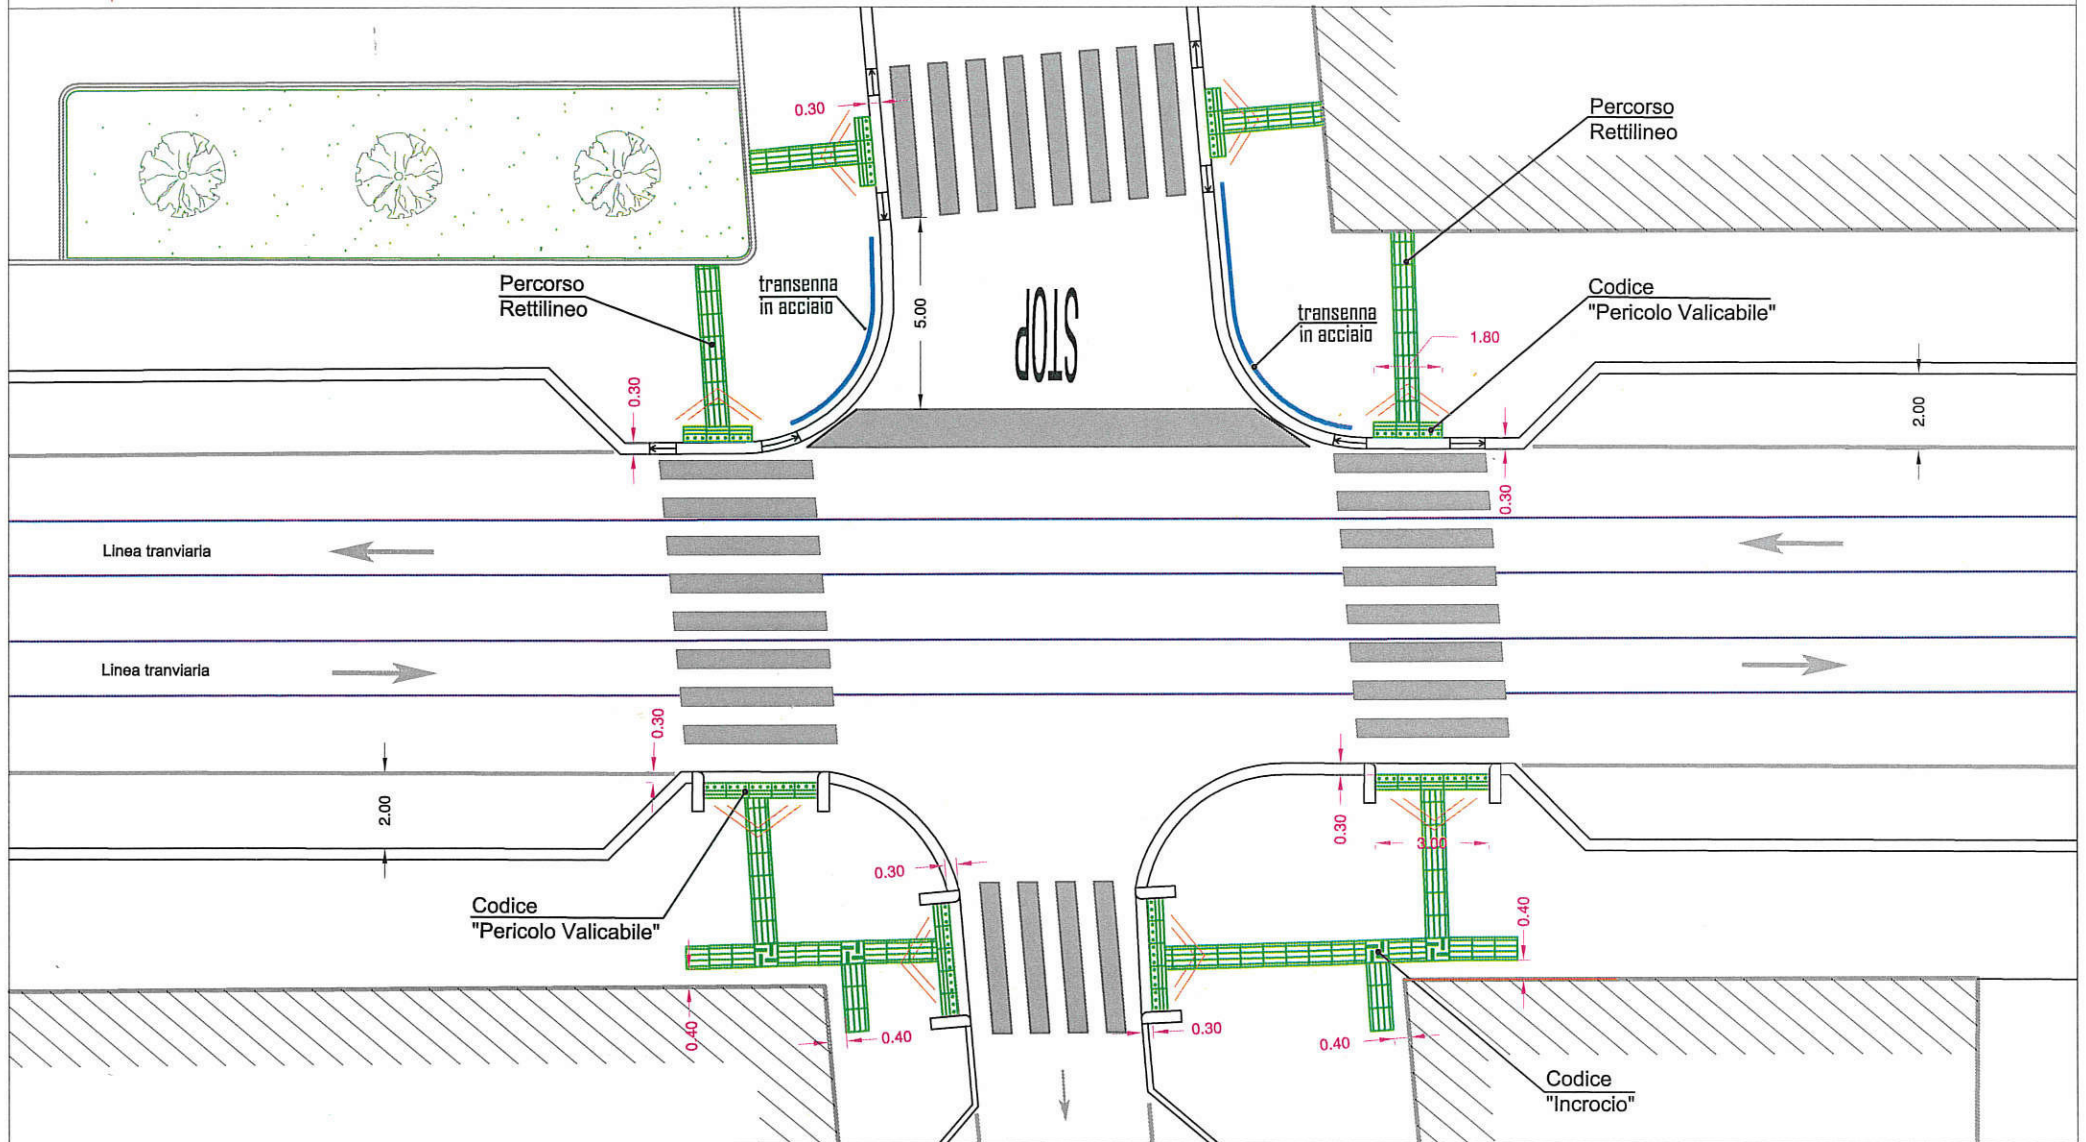 0.30
Percorso
Rettilineo
Percorso
Rettilineo
transenna
in acciaio
5.00
STOP
transenna
in acciaio
Codice
"Pericolo Valicabile"
1.80
0.30
2.00
0.30
Linea tranviaria
Linea tranviaria
0.30
2.00
0.30
3.00
0.30
Codice
"Pericolo Valicabile"
0.40
0.40
0.40
0.30
0.40
Codice
"Incrocio"